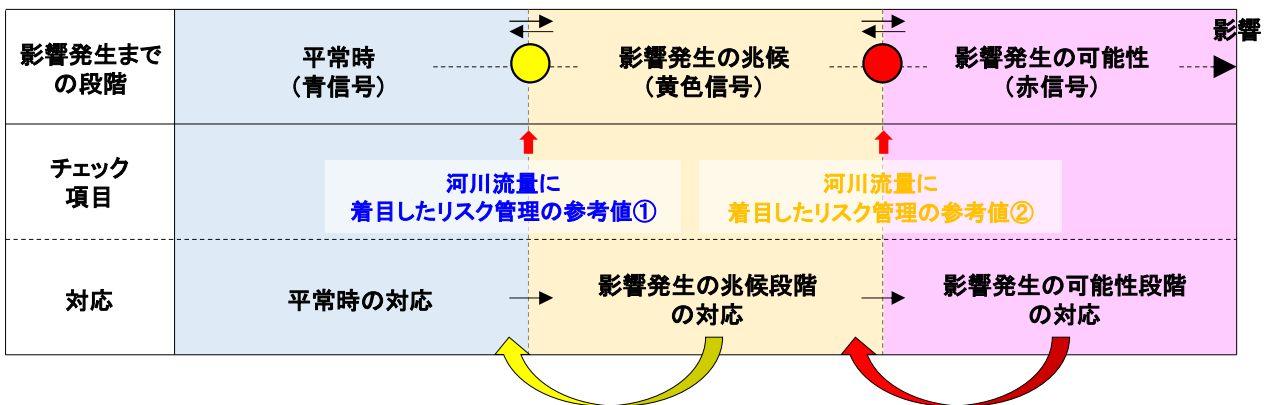 影響発生まで
の段階
平常時
（青信号）
影響発生の兆候
（黄色信号）
影響発生の可能性
（赤信号）
影響
チェック
項目
河川流量に
着目したリスク管理の参考値①
河川流量に
着目したリスク管理の参考値②
対応
平常時の対応
影響発生の兆候段階
の対応
影響発生の可能性段階
の対応